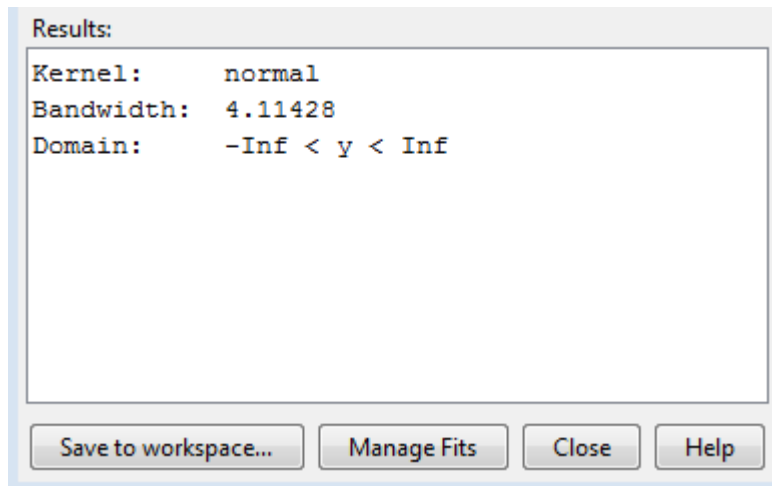 Results:
Kernel: normal
Bandwidth: 4.11428
Domain: -Inf < y < Inf
Save to workspace... Manage Fits Close Help